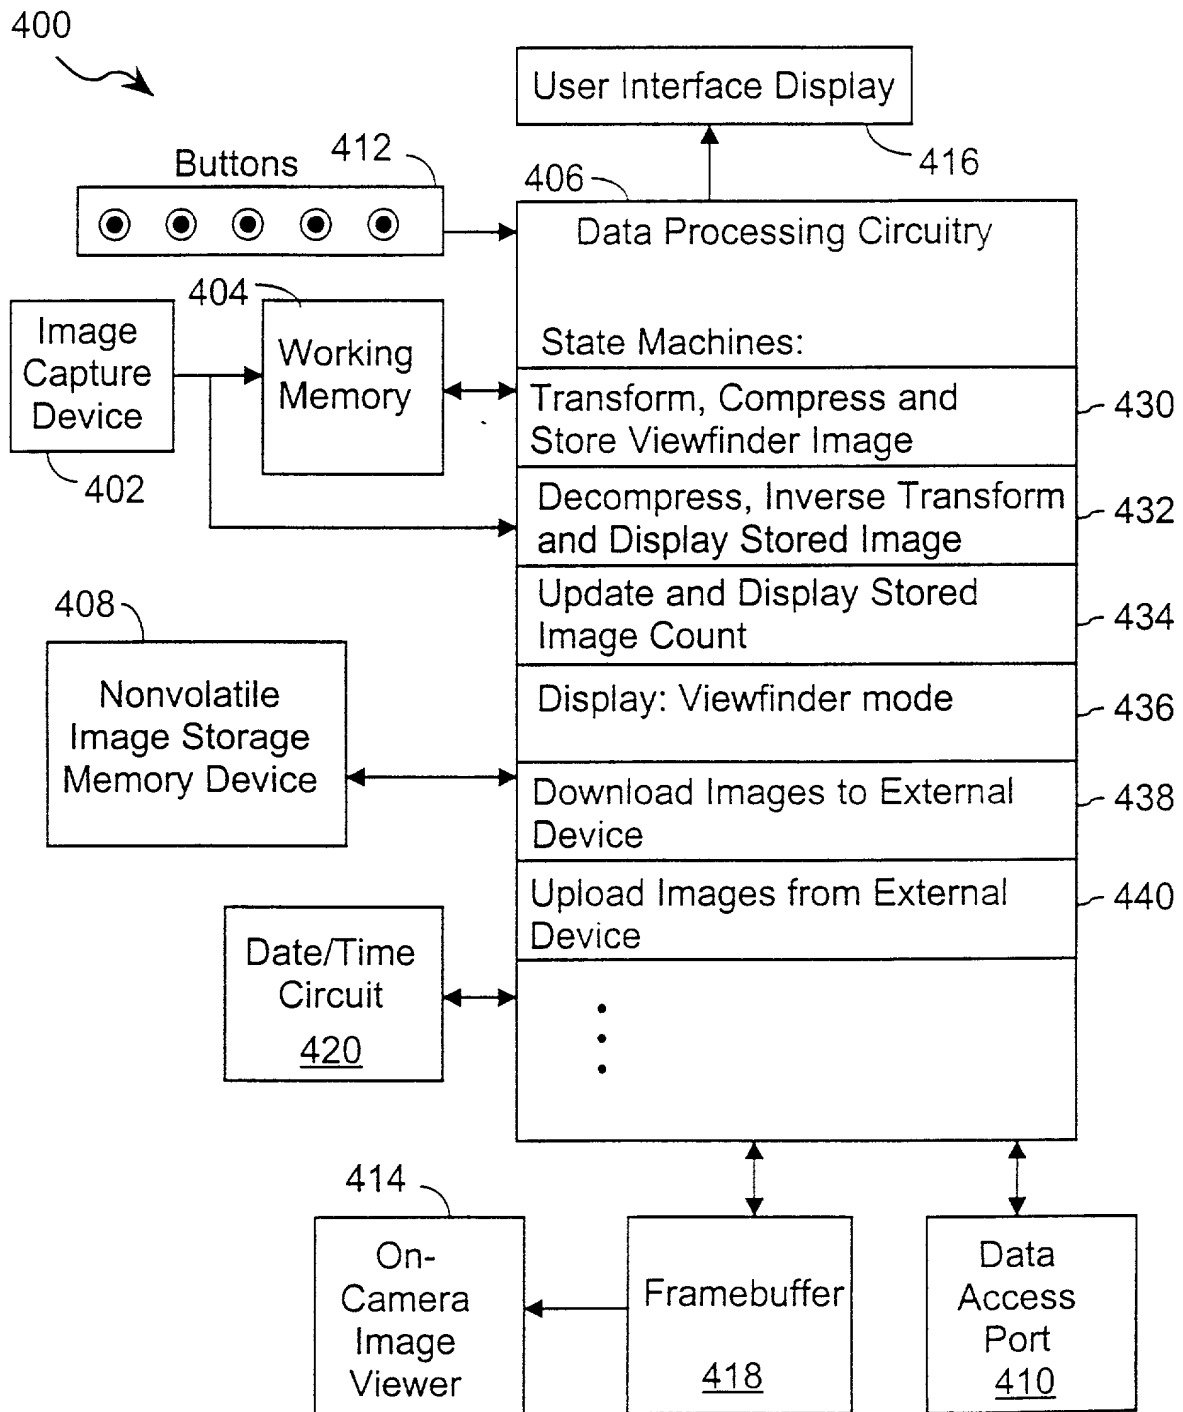 400
User Interface Display
416
Buttons
412
406
Data Processing Circuitry
404
Image
Capture
Device
402
Working
Memory
State Machines:
Transform, Compress and
Store Viewfinder Image
430
Decompress, Inverse Transform
and Display Stored Image
432
Update and Display Stored
Image Count
434
408
Nonvolatile
Image Storage
Memory Device
Display: Viewfinder mode
436
Download Images to External
Device
438
Upload Images from External
Device
440
Date/Time
Circuit
420
414
On-
Camera
Image
Viewer
Framebuffer
418
Data
Access
Port
410